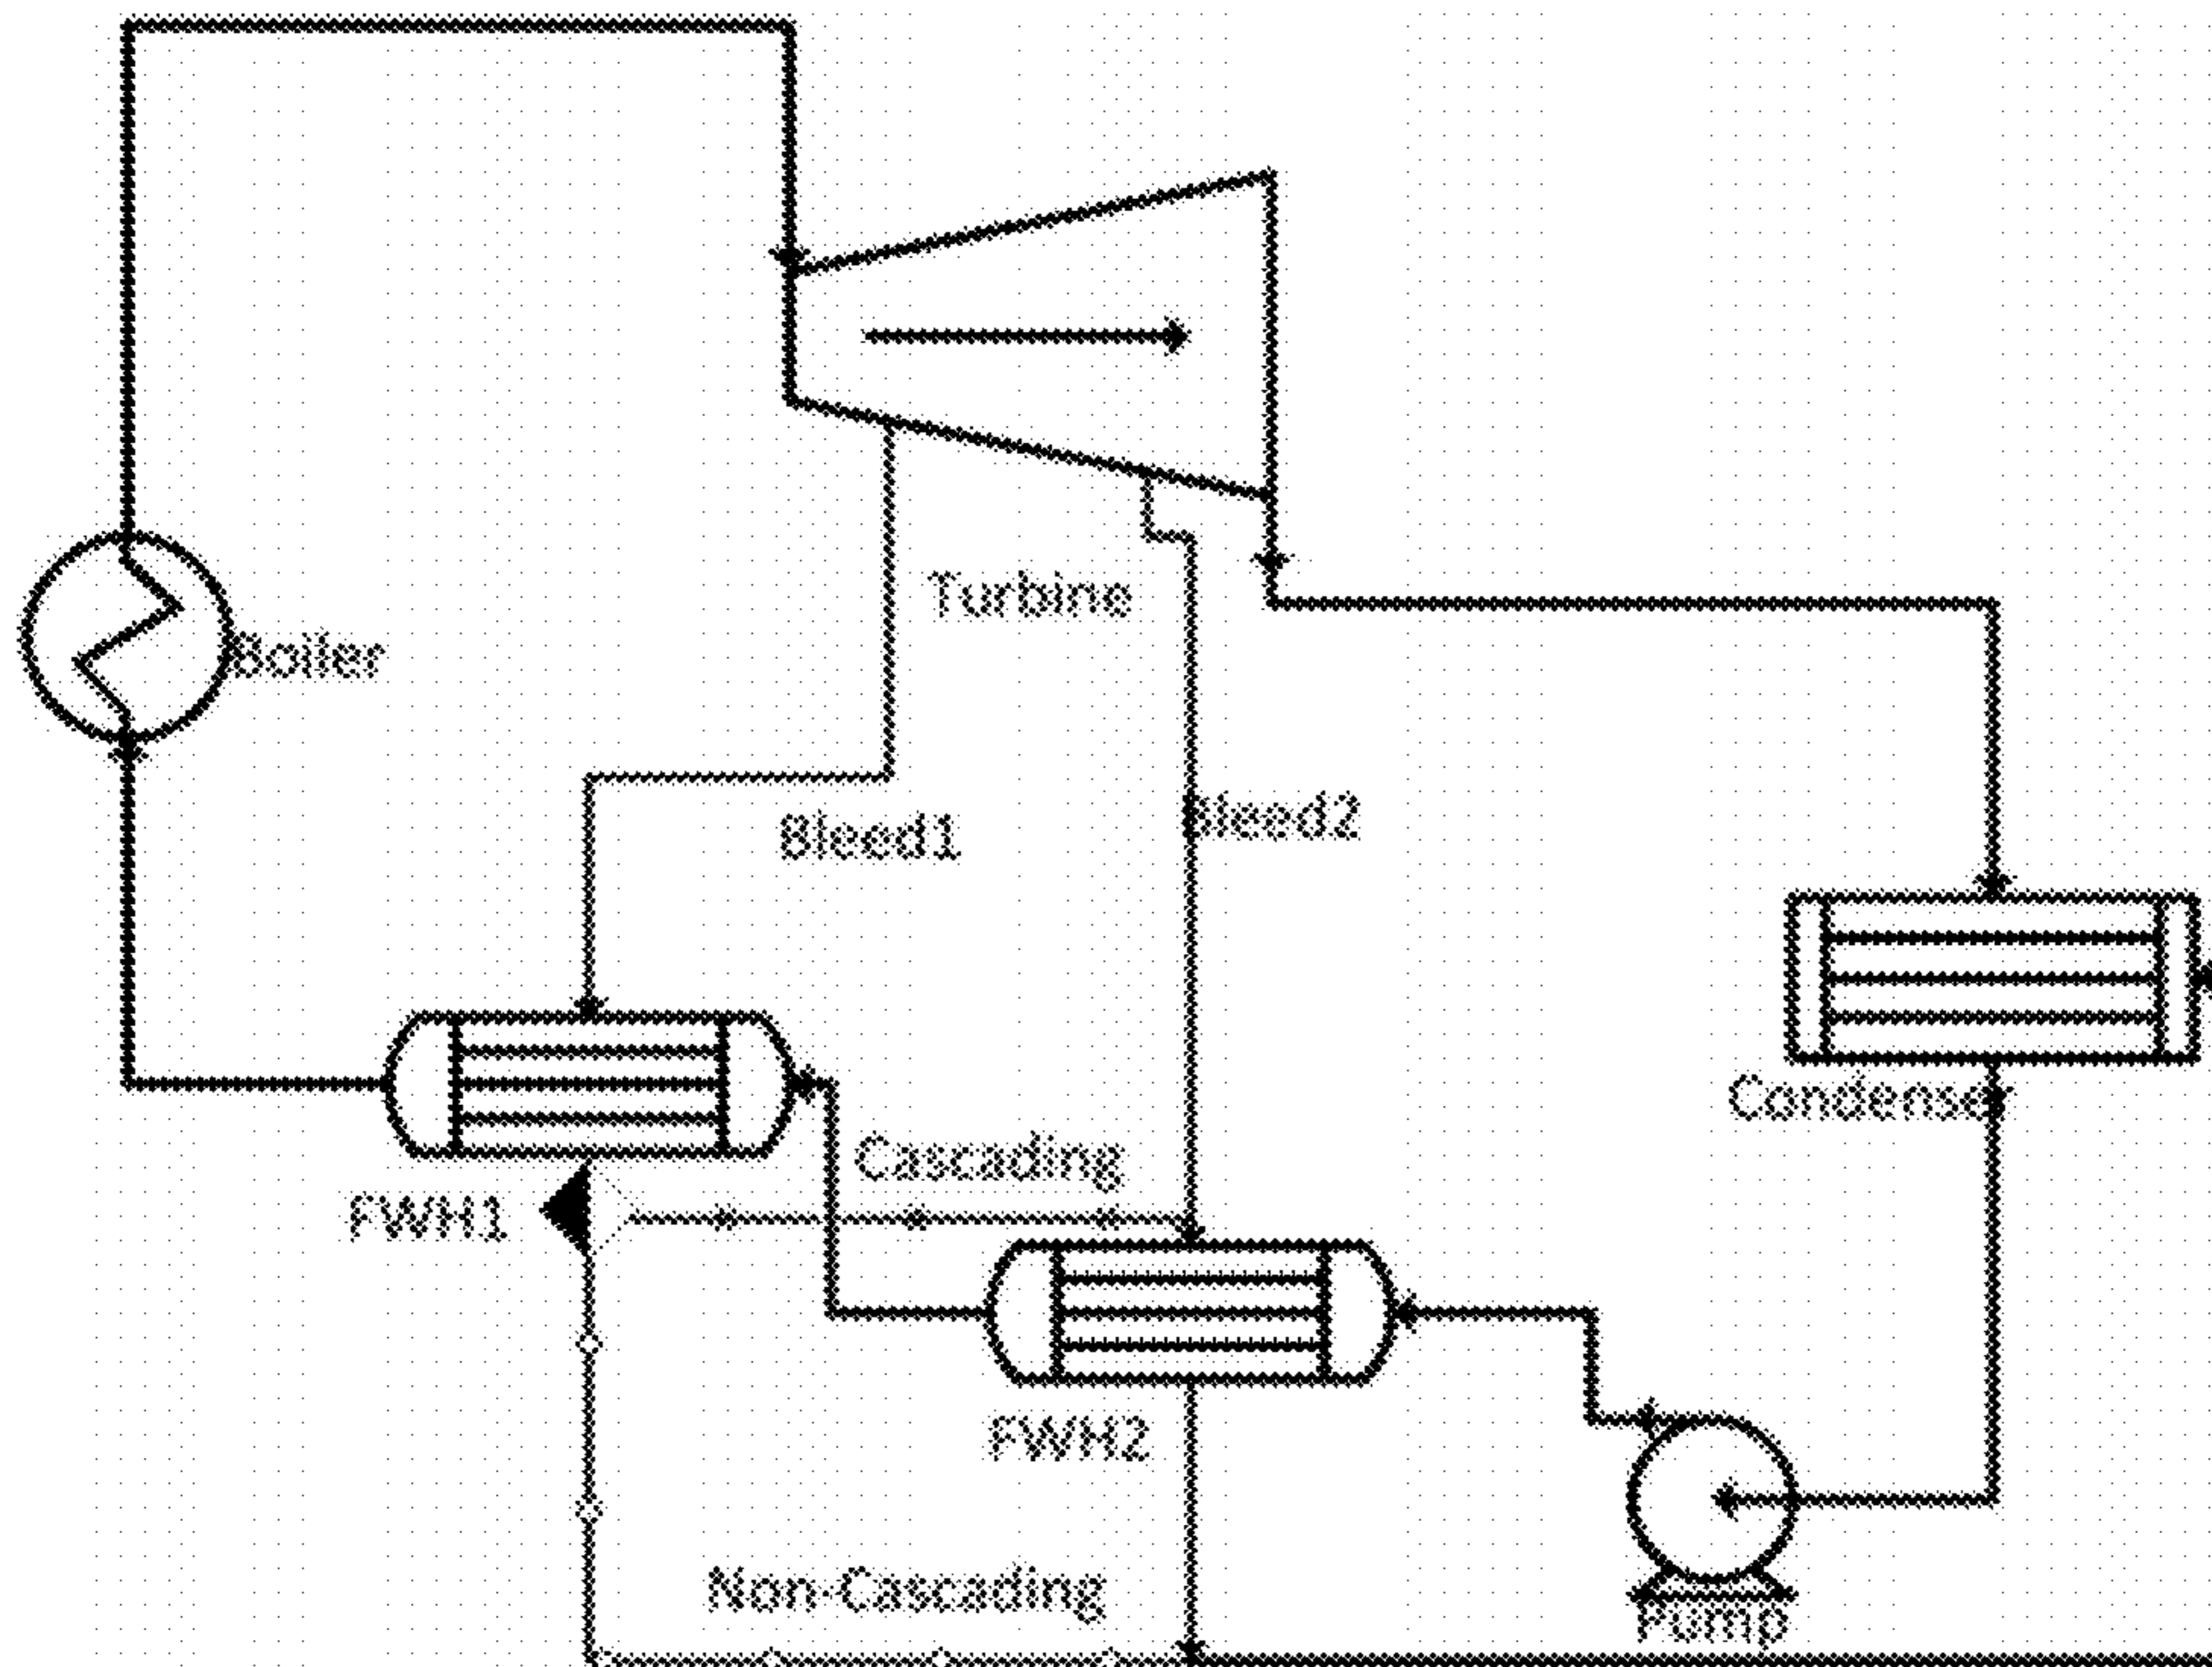 Turbine
Boiler
Bleed1
Bleed2
Condenser
Cascading
FWH1
FWH2
Non-Cascading
Pump